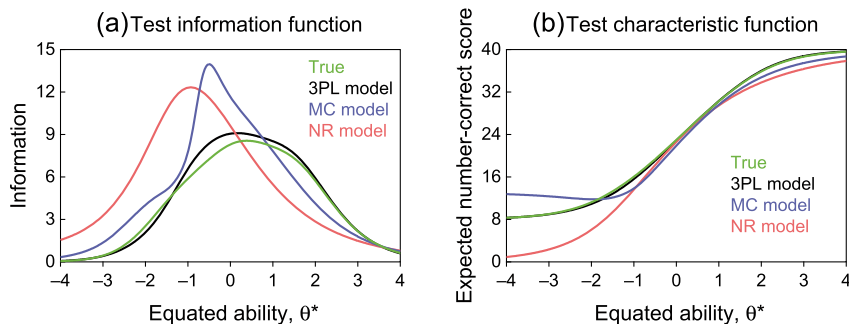 (a) Test information function
15
12
9
6
3
0
Information
True
3PL model
MC model
NR model
−4 −3 −2 −1 0 1 2 3 4
Equated ability, θ*
(b) Test characteristic function
40
32
24
16
8
0
Expected number-correct score
True
3PL model
MC model
NR model
−4 −3 −2 −1 0 1 2 3 4
Equated ability, θ*